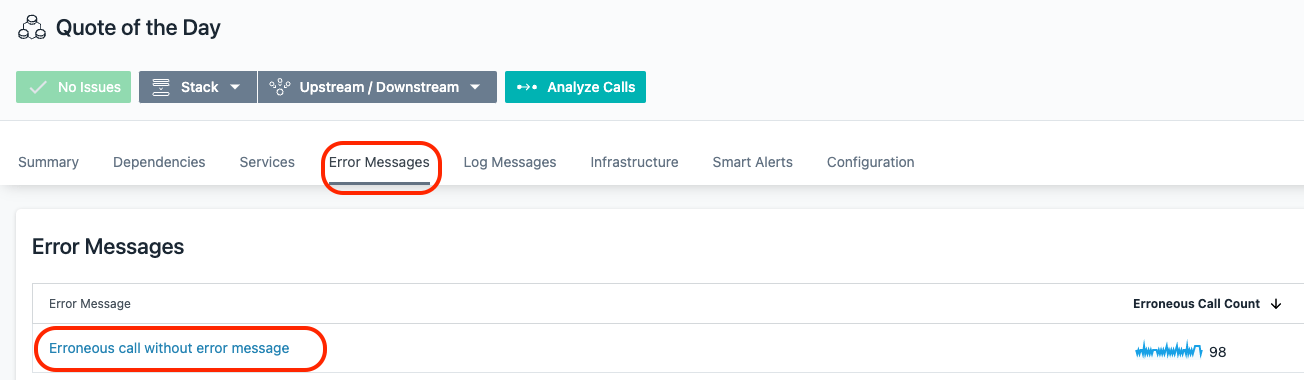 Quote of the Day
No Issues Stack Upstream / Downstream Analyze Calls
Summary Dependencies Services Error Messages Log Messages Infrastructure Smart Alerts Configuration
Error Messages
Error Message Erroneous Call Count
Erroneous call without error message 98